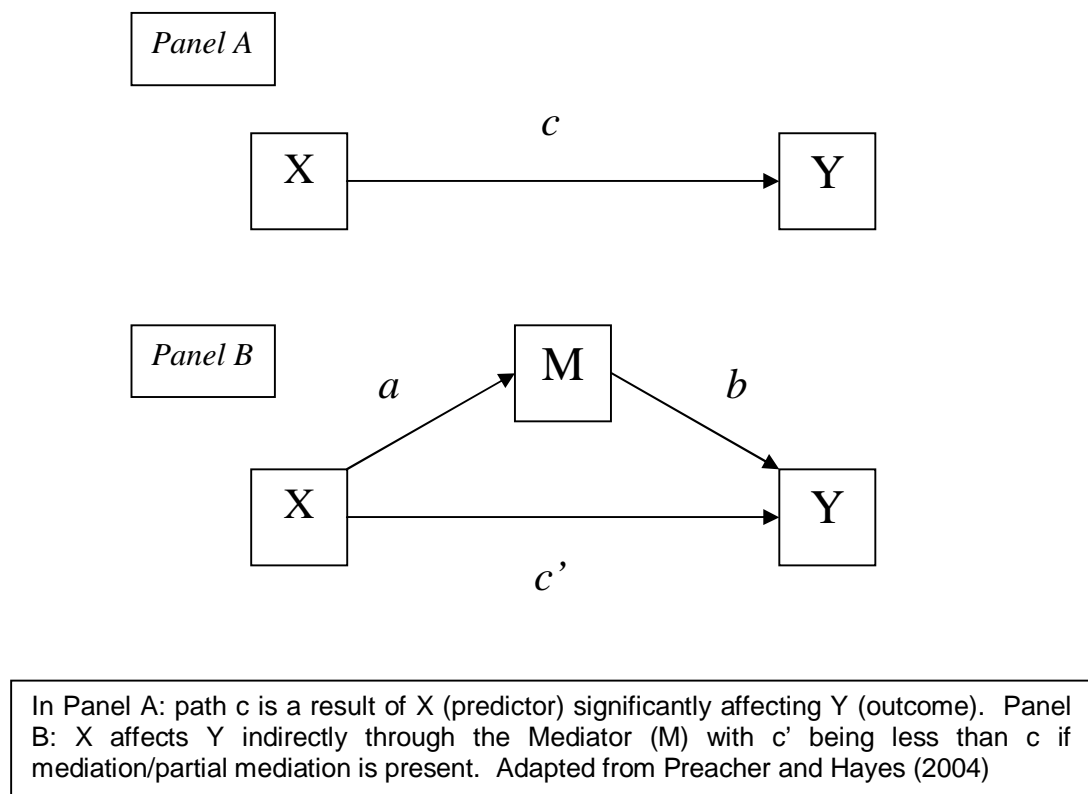 Panel A
c
X
Y
Panel B
M
a
b
X
Y
c’
In Panel A: path c is a result of X (predictor) significantly affecting Y (outcome). Panel
B: X affects Y indirectly through the Mediator (M) with c’ being less than c if
mediation/partial mediation is present. Adapted from Preacher and Hayes (2004)